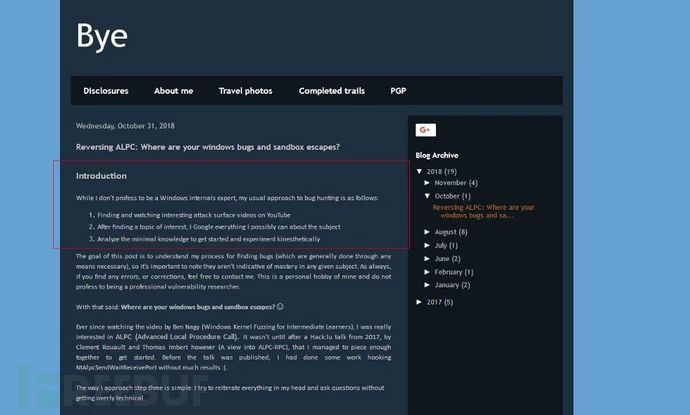 Bye
Disclosures About me Travel photos Completed trails PGP
Wednesday, October 31, 2018
Reversing ALPC: Where are your windows bugs and sandbox escapes?
Introduction
While I don't profess to be a Windows internals expert, my usual approach to bug hunting is as follows:
1. Finding and watching interesting attack surface videos on YouTube
2. After finding a topic of interest, I Google everything I possibly can about the subject
3. Analyze the minimal knowledge to get started and experiment kinesthetically
The goal of this post is to understand my process for finding bugs (which are generally done through any
means necessary), so it's important to note they aren't indicative of mastery in any given subject. As always,
if you find any errors, or corrections, feel free to contact me. This is a personal hobby of mine and do not
profess to being a professional vulnerability researcher.
With that said: Where are your windows bugs and sandbox escapes? ☺
Ever since watching the video by Ben Nagy (Windows Kernel Fuzzing for Intermediate Learners), I was really
interested in ALPC (Advanced Local Procedure Call). It wasn't until after a Hack.lu talk from 2017, by
Clement Rouault and Thomas Imbert however (A view into ALPC-RPC), that I managed to piece enough
together to get started. Before the talk was published, I had done some work hooking
NtAlpcSendWaitReceivePort without much results :(.
The way I approach step three is simple: I try to reiterate everything in my head and ask questions without
getting overly technical.
G+
Blog Archive
▼ 2018 (19)
► November (4)
▼ October (1)
Reversing ALPC: Where are your
windows bugs and sa...
► August (8)
► July (1)
► June (2)
► February (1)
► January (2)
► 2017 (5)
FREEBUF